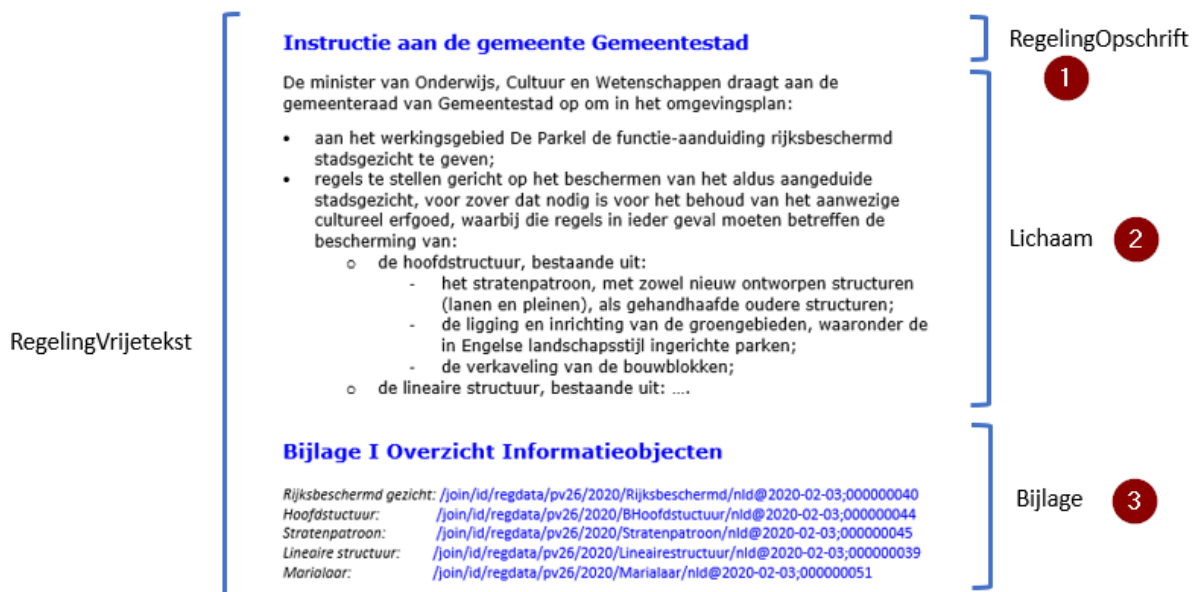 Instructie aan de gemeente Gemeentestad
RegelingOpschrift
1
De minister van Onderwijs, Cultuur en Wetenschappen draagt aan de
gemeenteraad van Gemeentestad op om in het omgevingsplan:
• aan het werkingsgebied De Parkel de functie-aanduiding rijksbeschermd
stadsgezicht te geven;
• regels te stellen gericht op het beschermen van het aldus aangeduide
stadsgezicht, voor zover dat nodig is voor het behoud van het aanwezige
cultureel erfgoed, waarbij die regels in ieder geval moeten betreffen de
bescherming van:
Lichaam 2
o de hoofdstructuur, bestaande uit:
- het stratenpatroon, met zowel nieuw ontworpen structuren
(lanen en pleinen), als gehandhaafde oudere structuren;
- de ligging en inrichting van de groengebieden, waaronder de
in Engelse landschapsstijl ingerichte parken;
RegelingVrijetekst
- de verkaveling van de bouwblokken;
o de lineaire structuur, bestaande uit: ….
Bijlage I Overzicht Informatieobjecten
Rijksbeschermd gezicht: /join/id/regdata/pv26/2020/Rijksbeschermd/nld@2020-02-03;000000040
Hoofdstuctuur: /join/id/regdata/pv26/2020/BHoofdstuctuur/nld@2020-02-03;000000044
Bijlage 3
Stratenpatroon: /join/id/regdata/pv26/2020/Stratenpatroon/nld@2020-02-03;000000045
Lineaire structuur: /join/id/regdata/pv26/2020/Lineairestructuur/nld@2020-02-03;000000039
Marialaar: /join/id/regdata/pv26/2020/Marialaar/nld@2020-02-03;000000051